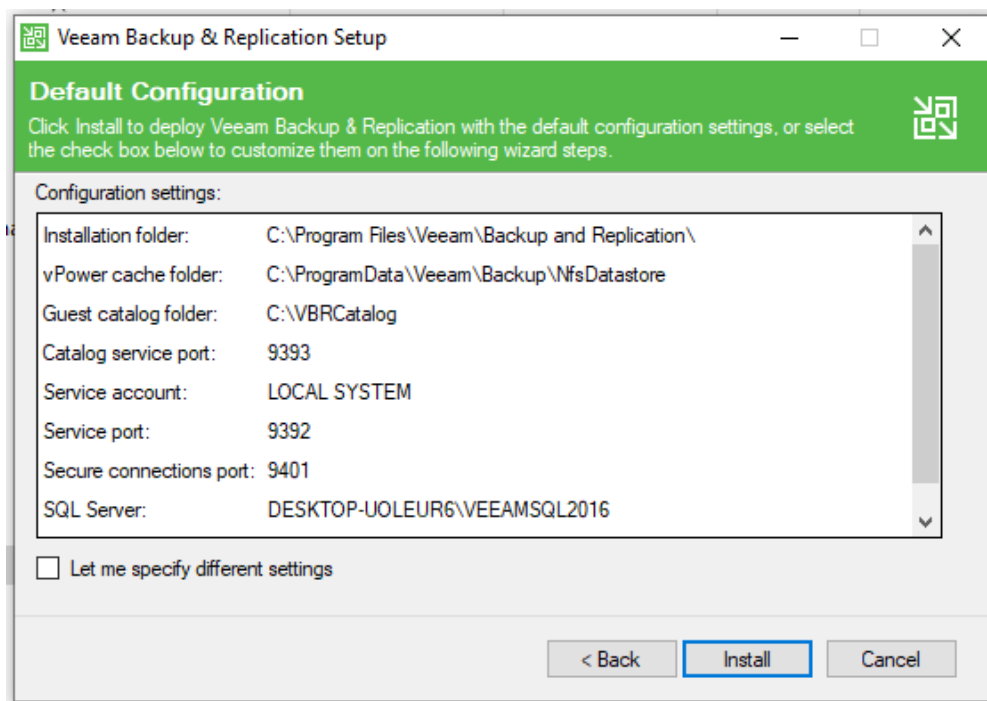 Veeam Backup & Replication Setup
Default Configuration
Click Install to deploy Veeam Backup & Replication with the default configuration settings, or select
the check box below to customize them on the following wizard steps.
Configuration settings:
Installation folder: C:\Program Files\Veeam\Backup and Replication\
vPower cache folder: C:\ProgramData\Veeam\Backup\NfsDatastore
Guest catalog folder: C:\VBRCatalog
Catalog service port: 9393
Service account: LOCAL SYSTEM
Service port: 9392
Secure connections port: 9401
SQL Server: DESKTOP-UOLEUR6\VEEAMSQL2016
Let me specify different settings
< Back Install Cancel